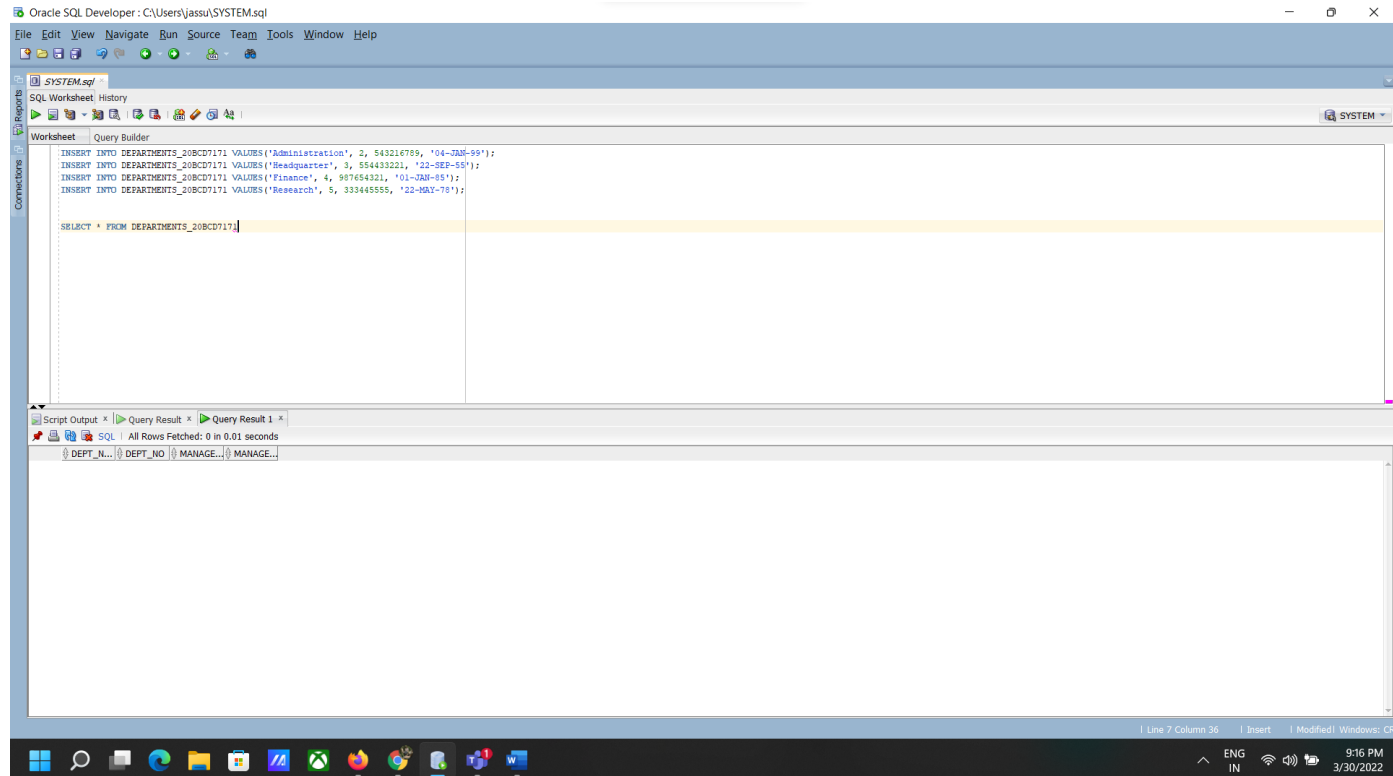 Oracle SQL Developer : C:\Users\jassu\SYSTEM.sql
File Edit View Navigate Run Source Team Tools Window Help
SYSTEM.sql
SQL Worksheet History
SYSTEM
Worksheet Query Builder
Reports
Connections
INSERT INTO DEPARTMENTS_20BCD7171 VALUES('Administration', 2, 543216789, '04-JAN-99');
INSERT INTO DEPARTMENTS_20BCD7171 VALUES('Headquarter', 3, 554433221, '22-SEP-55');
INSERT INTO DEPARTMENTS_20BCD7171 VALUES('Finance', 4, 987654321, '01-JAN-85');
INSERT INTO DEPARTMENTS_20BCD7171 VALUES('Research', 5, 333445555, '22-MAY-78');
SELECT * FROM DEPARTMENTS_20BCD7171
Script Output × Query Result × Query Result 1 ×
SQL | All Rows Fetched: 0 in 0.01 seconds
DEPT_N... DEPT_NO MANAGE... MANAGE...
Line 7 Column 36 | Insert | Modified | Windows: CR
ENG
IN
9:16 PM
3/30/2022